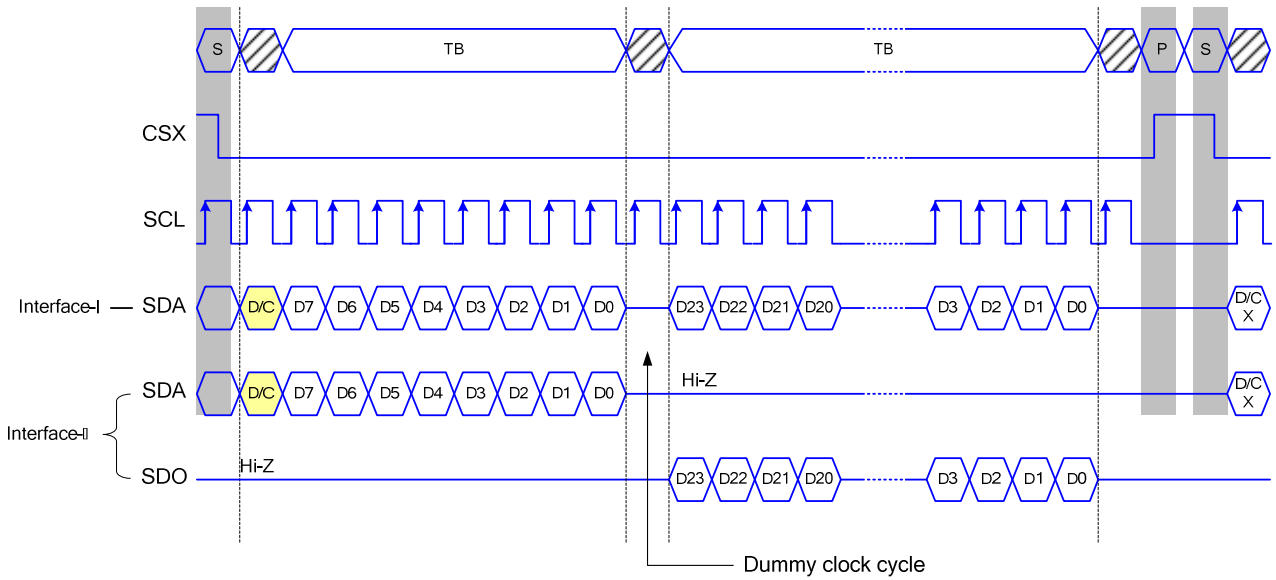 S TB TB P S
CSX
SCL
Interface-I SDA D/C D7 D6 D5 D4 D3 D2 D1 D0 D23 D22 D21 D20 D3 D2 D1 D0 D/C
X
SDA D/C D7 D6 D5 D4 D3 D2 D1 D0 Hi-Z D/C
X
Interface-
SDO Hi-Z D23 D22 D21 D20 D3 D2 D1 D0
Dummy clock cycle